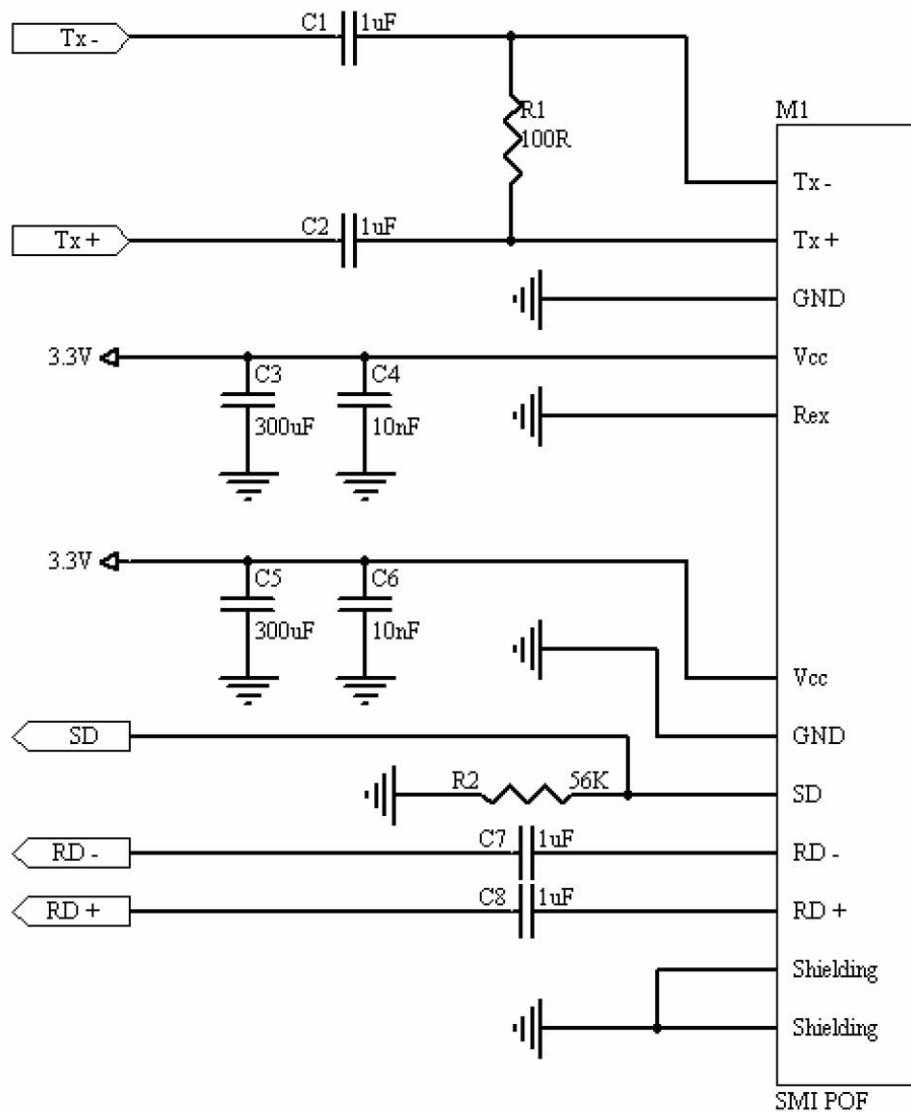 C1 1uF
Tx -
R1
100R
M1
Tx -
C2 1uF
Tx +
Tx +
GND
3.3V
Vcc
C3 C4
300uF 10nF
Rex
3.3V
C5 C6
300uF 10nF
Vcc
SD
GND
R2 56K
SD
C7 1uF
RD -
RD -
C8 1uF
RD +
RD +
Shielding
Shielding
SMI POF